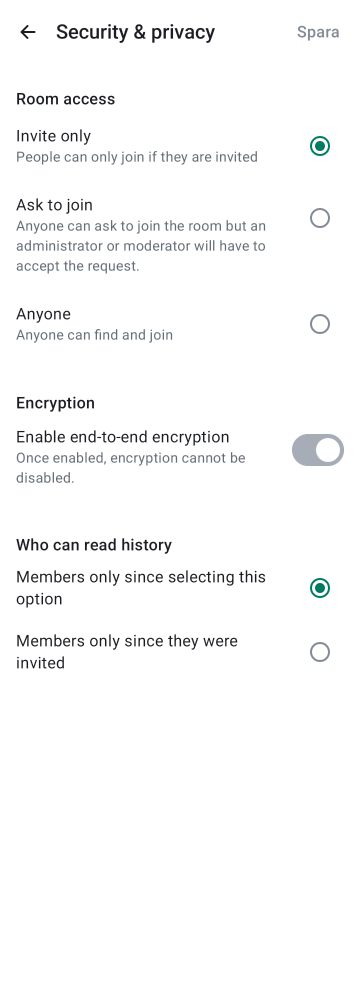 Security & privacy
Spara
Room access
Invite only
People can only join if they are invited
Ask to join
Anyone can ask to join the room but an
administrator or moderator will have to
accept the request.
Anyone
Anyone can find and join
Encryption
Enable end-to-end encryption
Once enabled, encryption cannot be
disabled.
Who can read history
Members only since selecting this
option
Members only since they were
invited